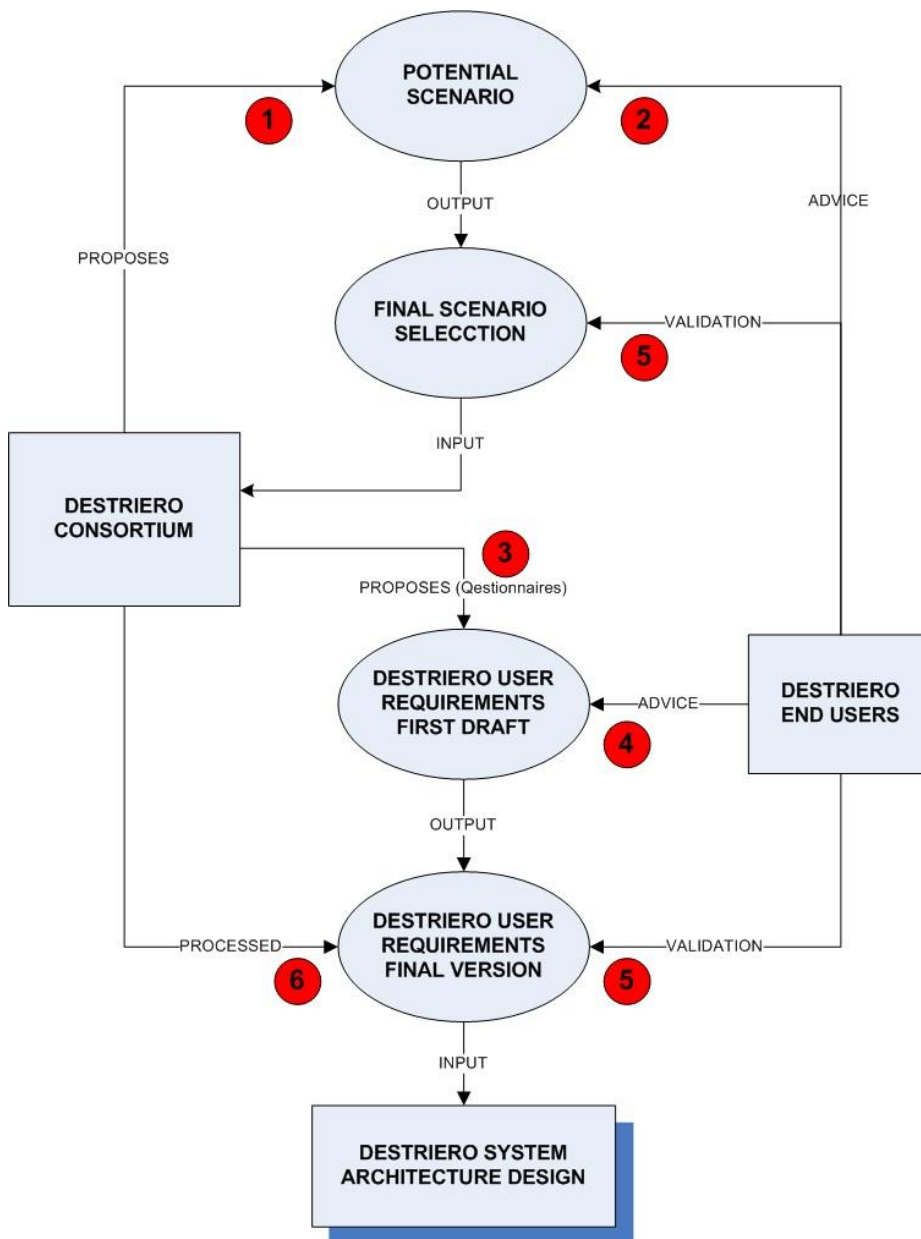 POTENTIAL
SCENARIO
1
2
OUTPUT
ADVICE
PROPOSES
FINAL SCENARIO
SELECCTION
VALIDATION
5
INPUT
DESTRIERO
CONSORTIUM
3
PROPOSES (Qestionnaires)
DESTRIERO USER
REQUIREMENTS
FIRST DRAFT
ADVICE
4
DESTRIERO
END USERS
OUTPUT
DESTRIERO USER
REQUIREMENTS
FINAL VERSION
PROCESSED
6
VALIDATION
5
INPUT
DESTRIERO SYSTEM
ARCHITECTURE DESIGN